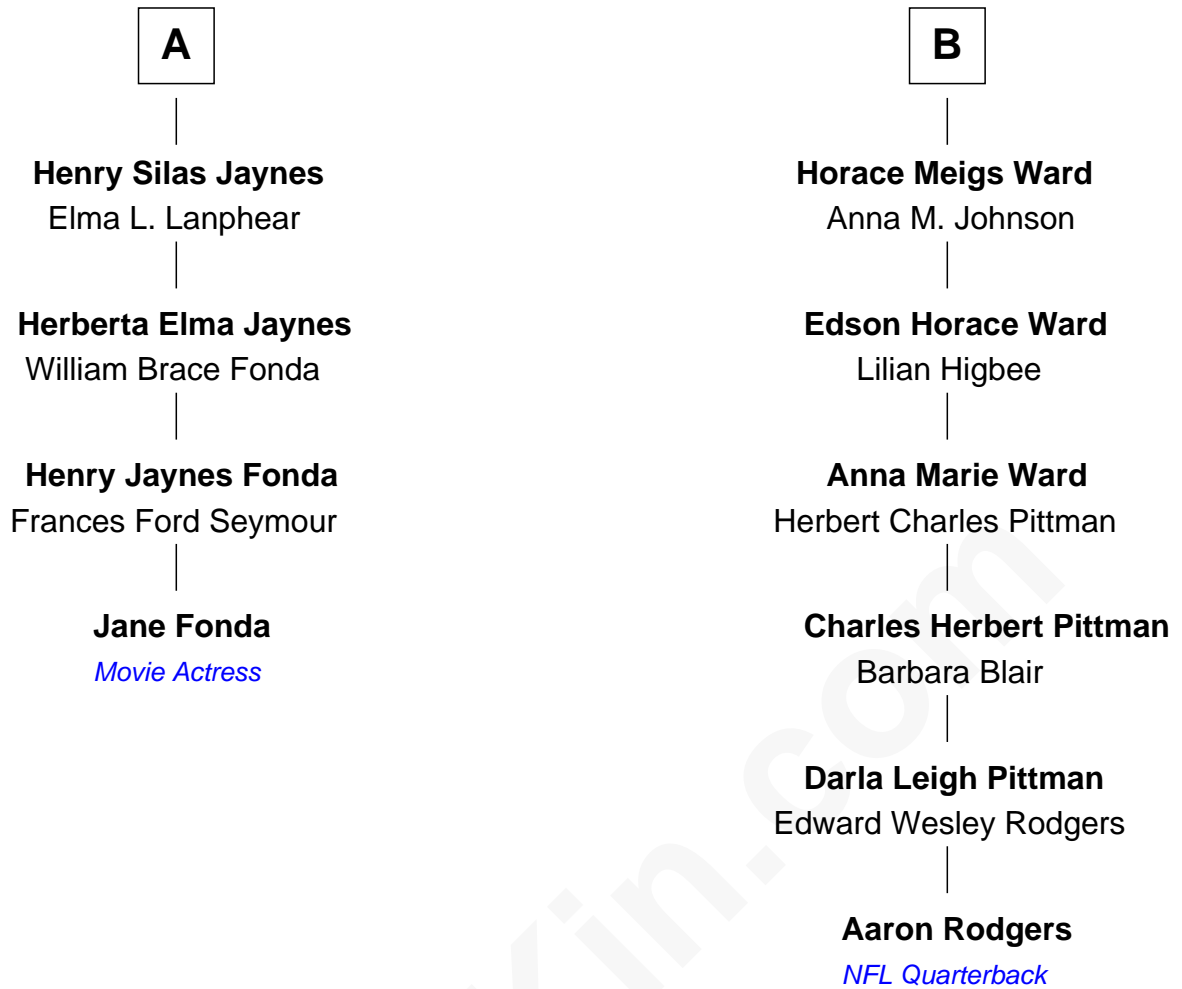 A
Henry Silas Jaynes
Elma L. Lanphear
Herberta Elma Jaynes
William Brace Fonda
Henry Jaynes Fonda
Frances Ford Seymour
Jane Fonda
Movie Actress
B
Horace Meigs Ward
Anna M. Johnson
Edson Horace Ward
Lilian Higbee
Anna Marie Ward
Herbert Charles Pittman
Charles Herbert Pittman
Barbara Blair
Darla Leigh Pittman
Edward Wesley Rodgers
Aaron Rodgers
NFL Quarterback
Kin.com